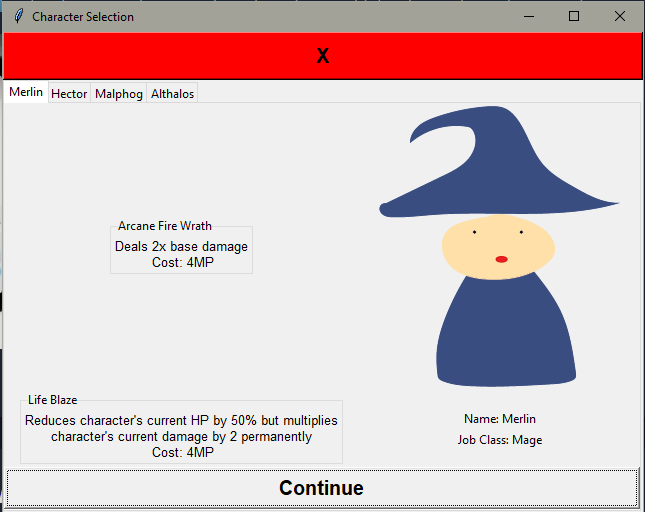 Character Selection
X
Merlin Hector Malphog Althalos
Arcane Fire Wrath
Deals 2x base damage
Cost: 4MP
Life Blaze
Reduces character's current HP by 50% but multiplies
character's current damage by 2 permanently
Cost: 4MP
Name: Merlin
Job Class: Mage
Continue